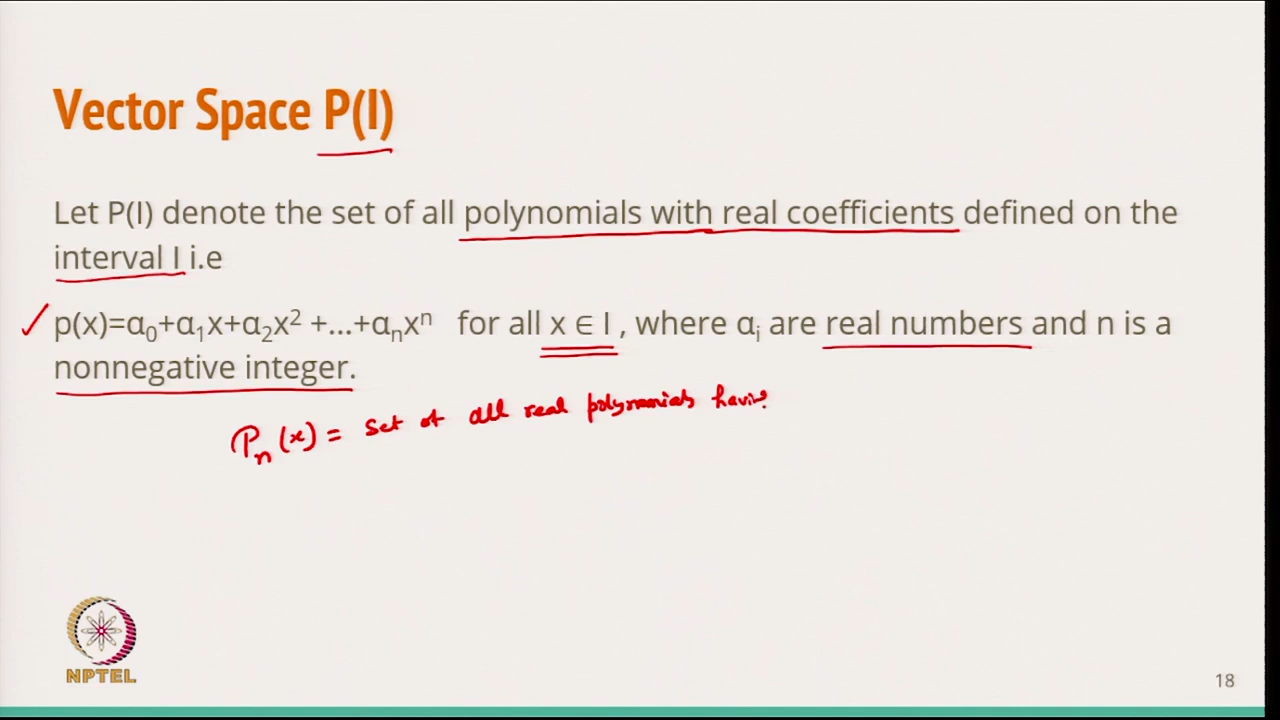 Vector Space P(I)
Let P(I) denote the set of all polynomials with real coefficients defined on the
interval I i.e
p(x)=α₀+α₁x+α₂x² +...+αₙxⁿ for all x ∈ I , where αᵢ are real numbers and n is a
nonnegative integer.
Pₙ(x) = Set of all real polynomials having
NPTEL
18